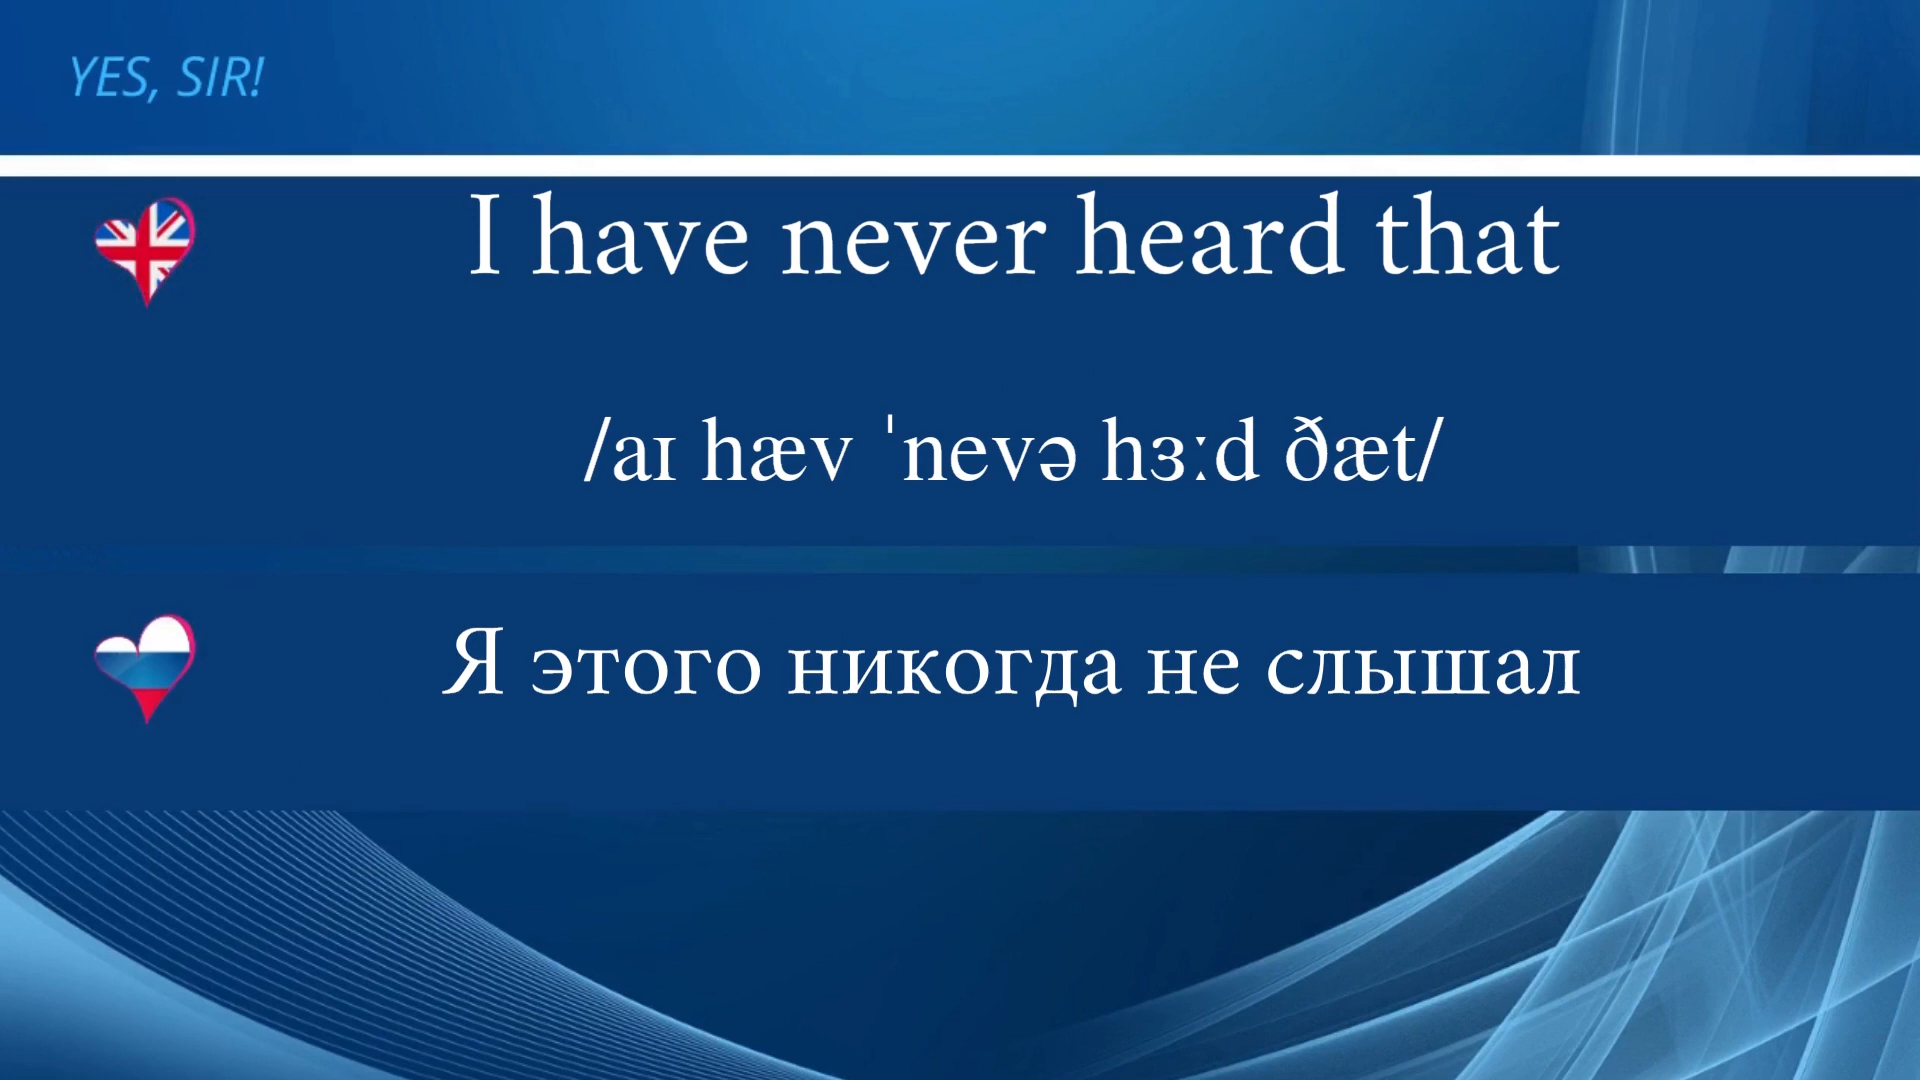 YES, SIR!
I have never heard that
/aɪ hæv ˈnevə hɜːd ðæt/
Я этого никогда не слышал